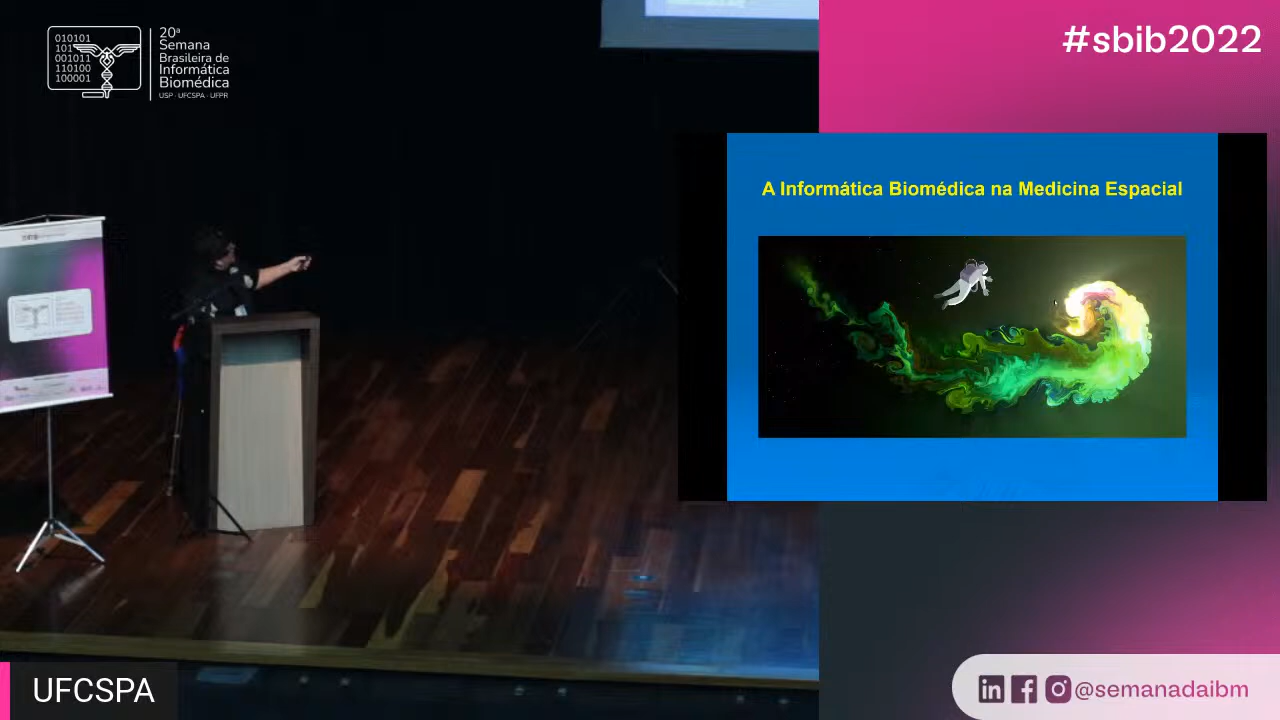 010101
101
001011
110100
100001
20ª
Semana
Brasileira de
Informática
Biomédica
USP · UFCSPA · UFPR
#sbib2022
A Informática Biomédica na Medicina Espacial
UFCSPA
@semanadaibm